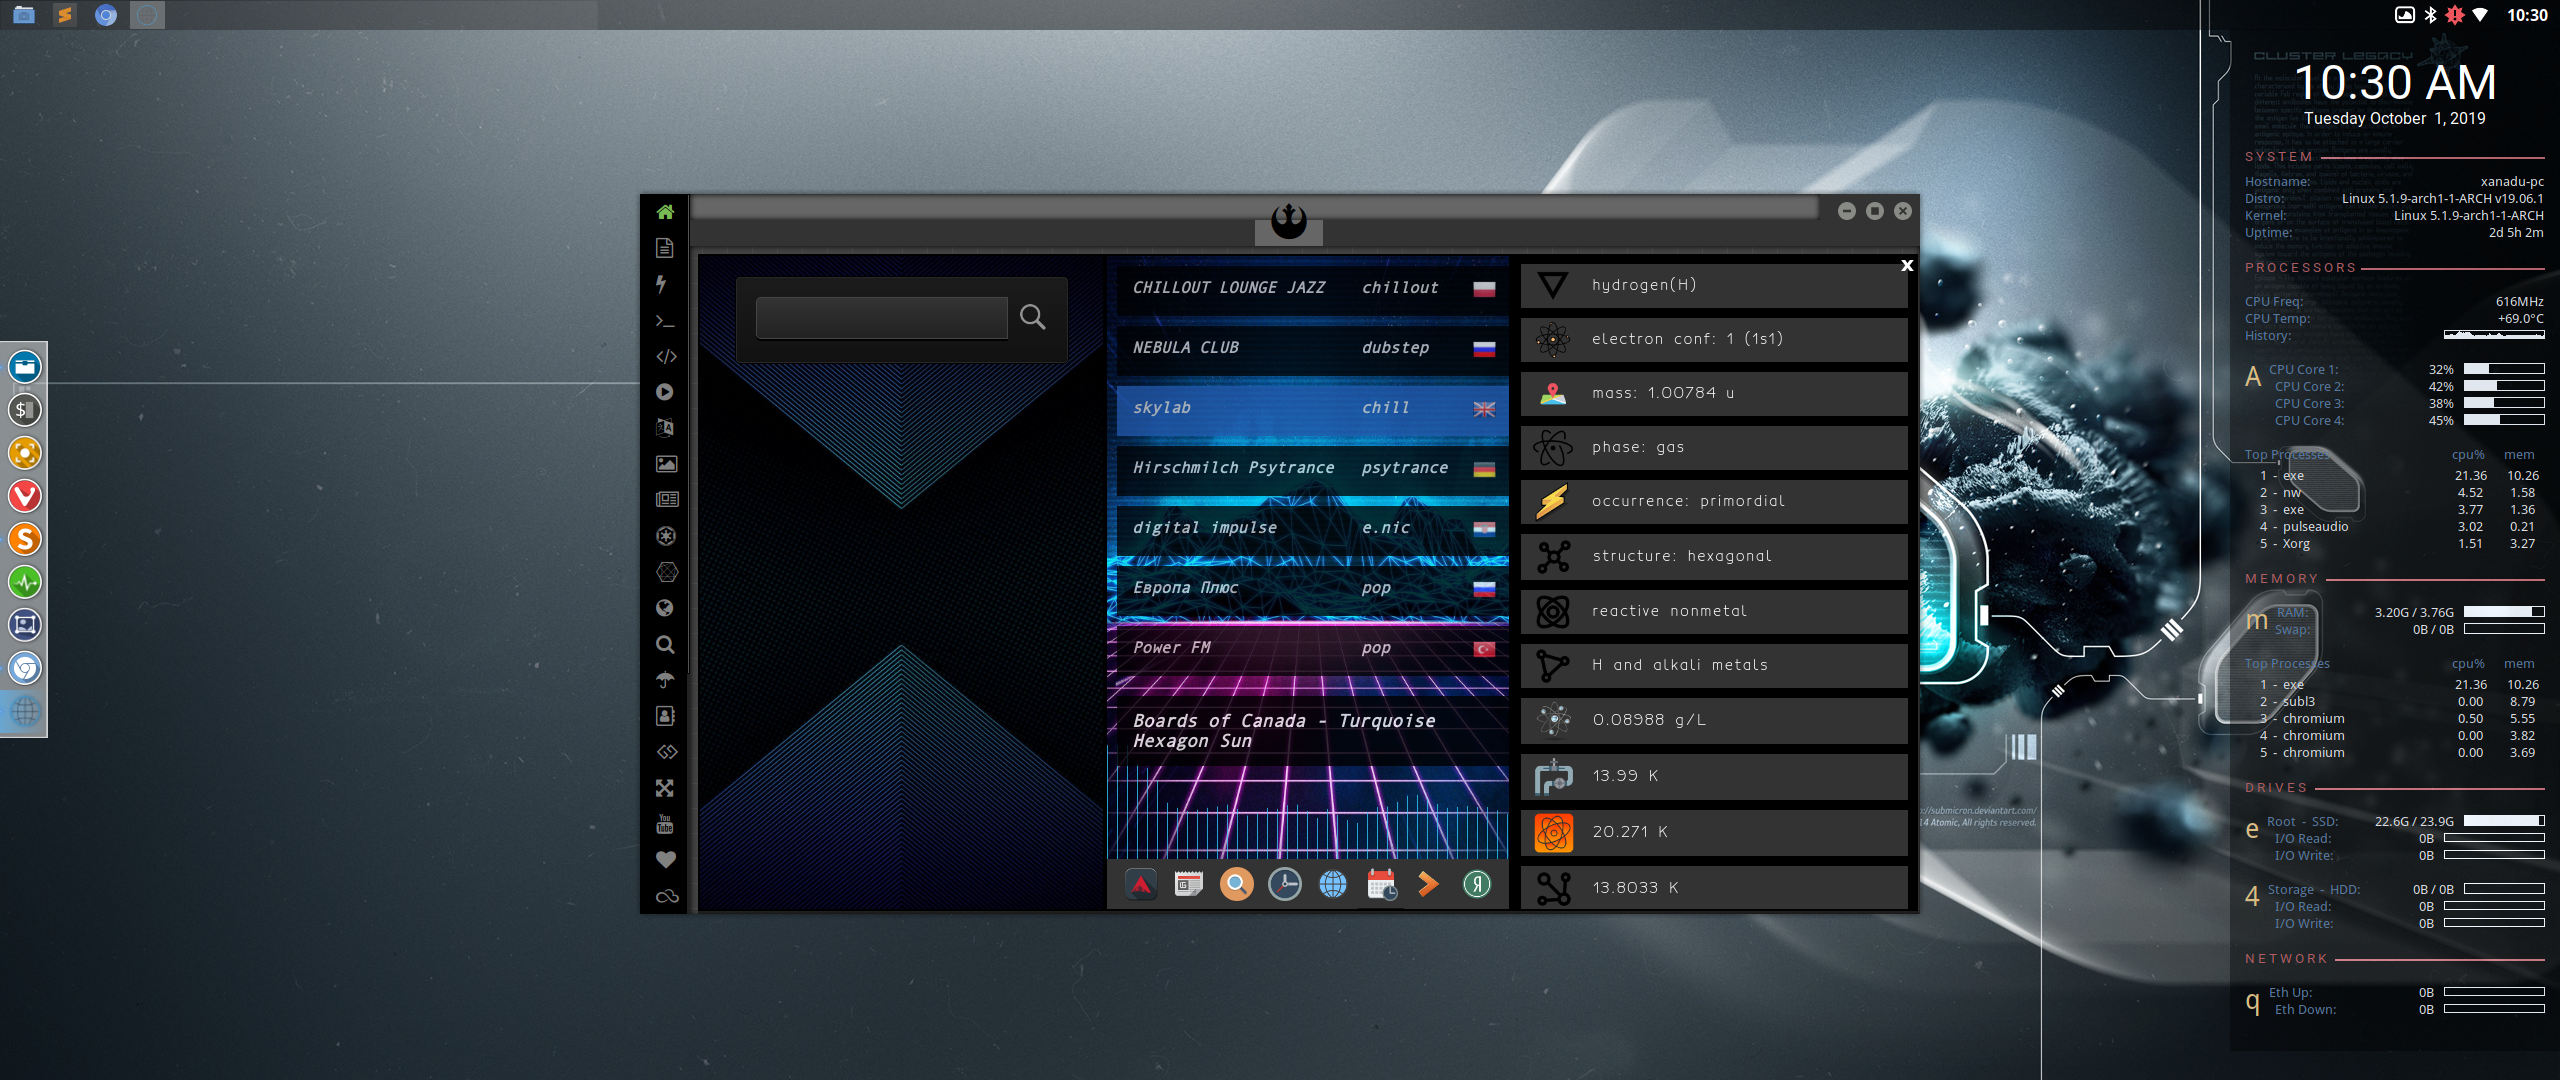 10:30
CLUSTER LEGACY
10:30 AM
Tuesday October 1, 2019
SYSTEM
Hostname: xanadu-pc
Distro: Linux 5.1.9-arch1-1-ARCH v19.06.1
Kernel: Linux 5.1.9-arch1-1-ARCH
Uptime: 2d 5h 2m
PROCESSORS
CPU Freq: 616MHz
CPU Temp: +69.0°C
History:
A CPU Core 1: 32%
CPU Core 2: 42%
CPU Core 3: 38%
CPU Core 4: 45%
Top Processes cpu% mem
1 - exe 21.36 10.26
2 - nw 4.52 1.58
3 - exe 3.77 1.36
4 - pulseaudio 3.02 0.21
5 - Xorg 1.51 3.27
MEMORY
m RAM: 3.20G / 3.76G
Swap: 0B / 0B
Top Processes cpu% mem
1 - exe 21.36 10.26
2 - subl3 0.00 8.79
3 - chromium 0.50 5.55
4 - chromium 0.00 3.82
5 - chromium 0.00 3.69
DRIVES
e Root - SSD: 22.6G / 23.9G
I/O Read: 0B
I/O Write: 0B
4 Storage - HDD: 0B / 0B
I/O Read: 0B
I/O Write: 0B
NETWORK
q Eth Up: 0B
Eth Down: 0B
x
CHILLOUT LOUNGE JAZZ chillout
NEBULA CLUB dubstep
skylab chill
Hirschmilch Psytrance psytrance
digital impulse e.nic
Европа Плюс pop
Power FM pop
Boards of Canada - Turquoise
Hexagon Sun
hydrogen(H)
electron conf: 1 (1s1)
mass: 1.00784 u
phase: gas
occurrence: primordial
structure: hexagonal
reactive nonmetal
H and alkali metals
0.08988 g/L
13.99 K
20.271 K
13.8033 K
You
Tube
://submicron.deviantart.com/
14 Atomic, All rights reserved.